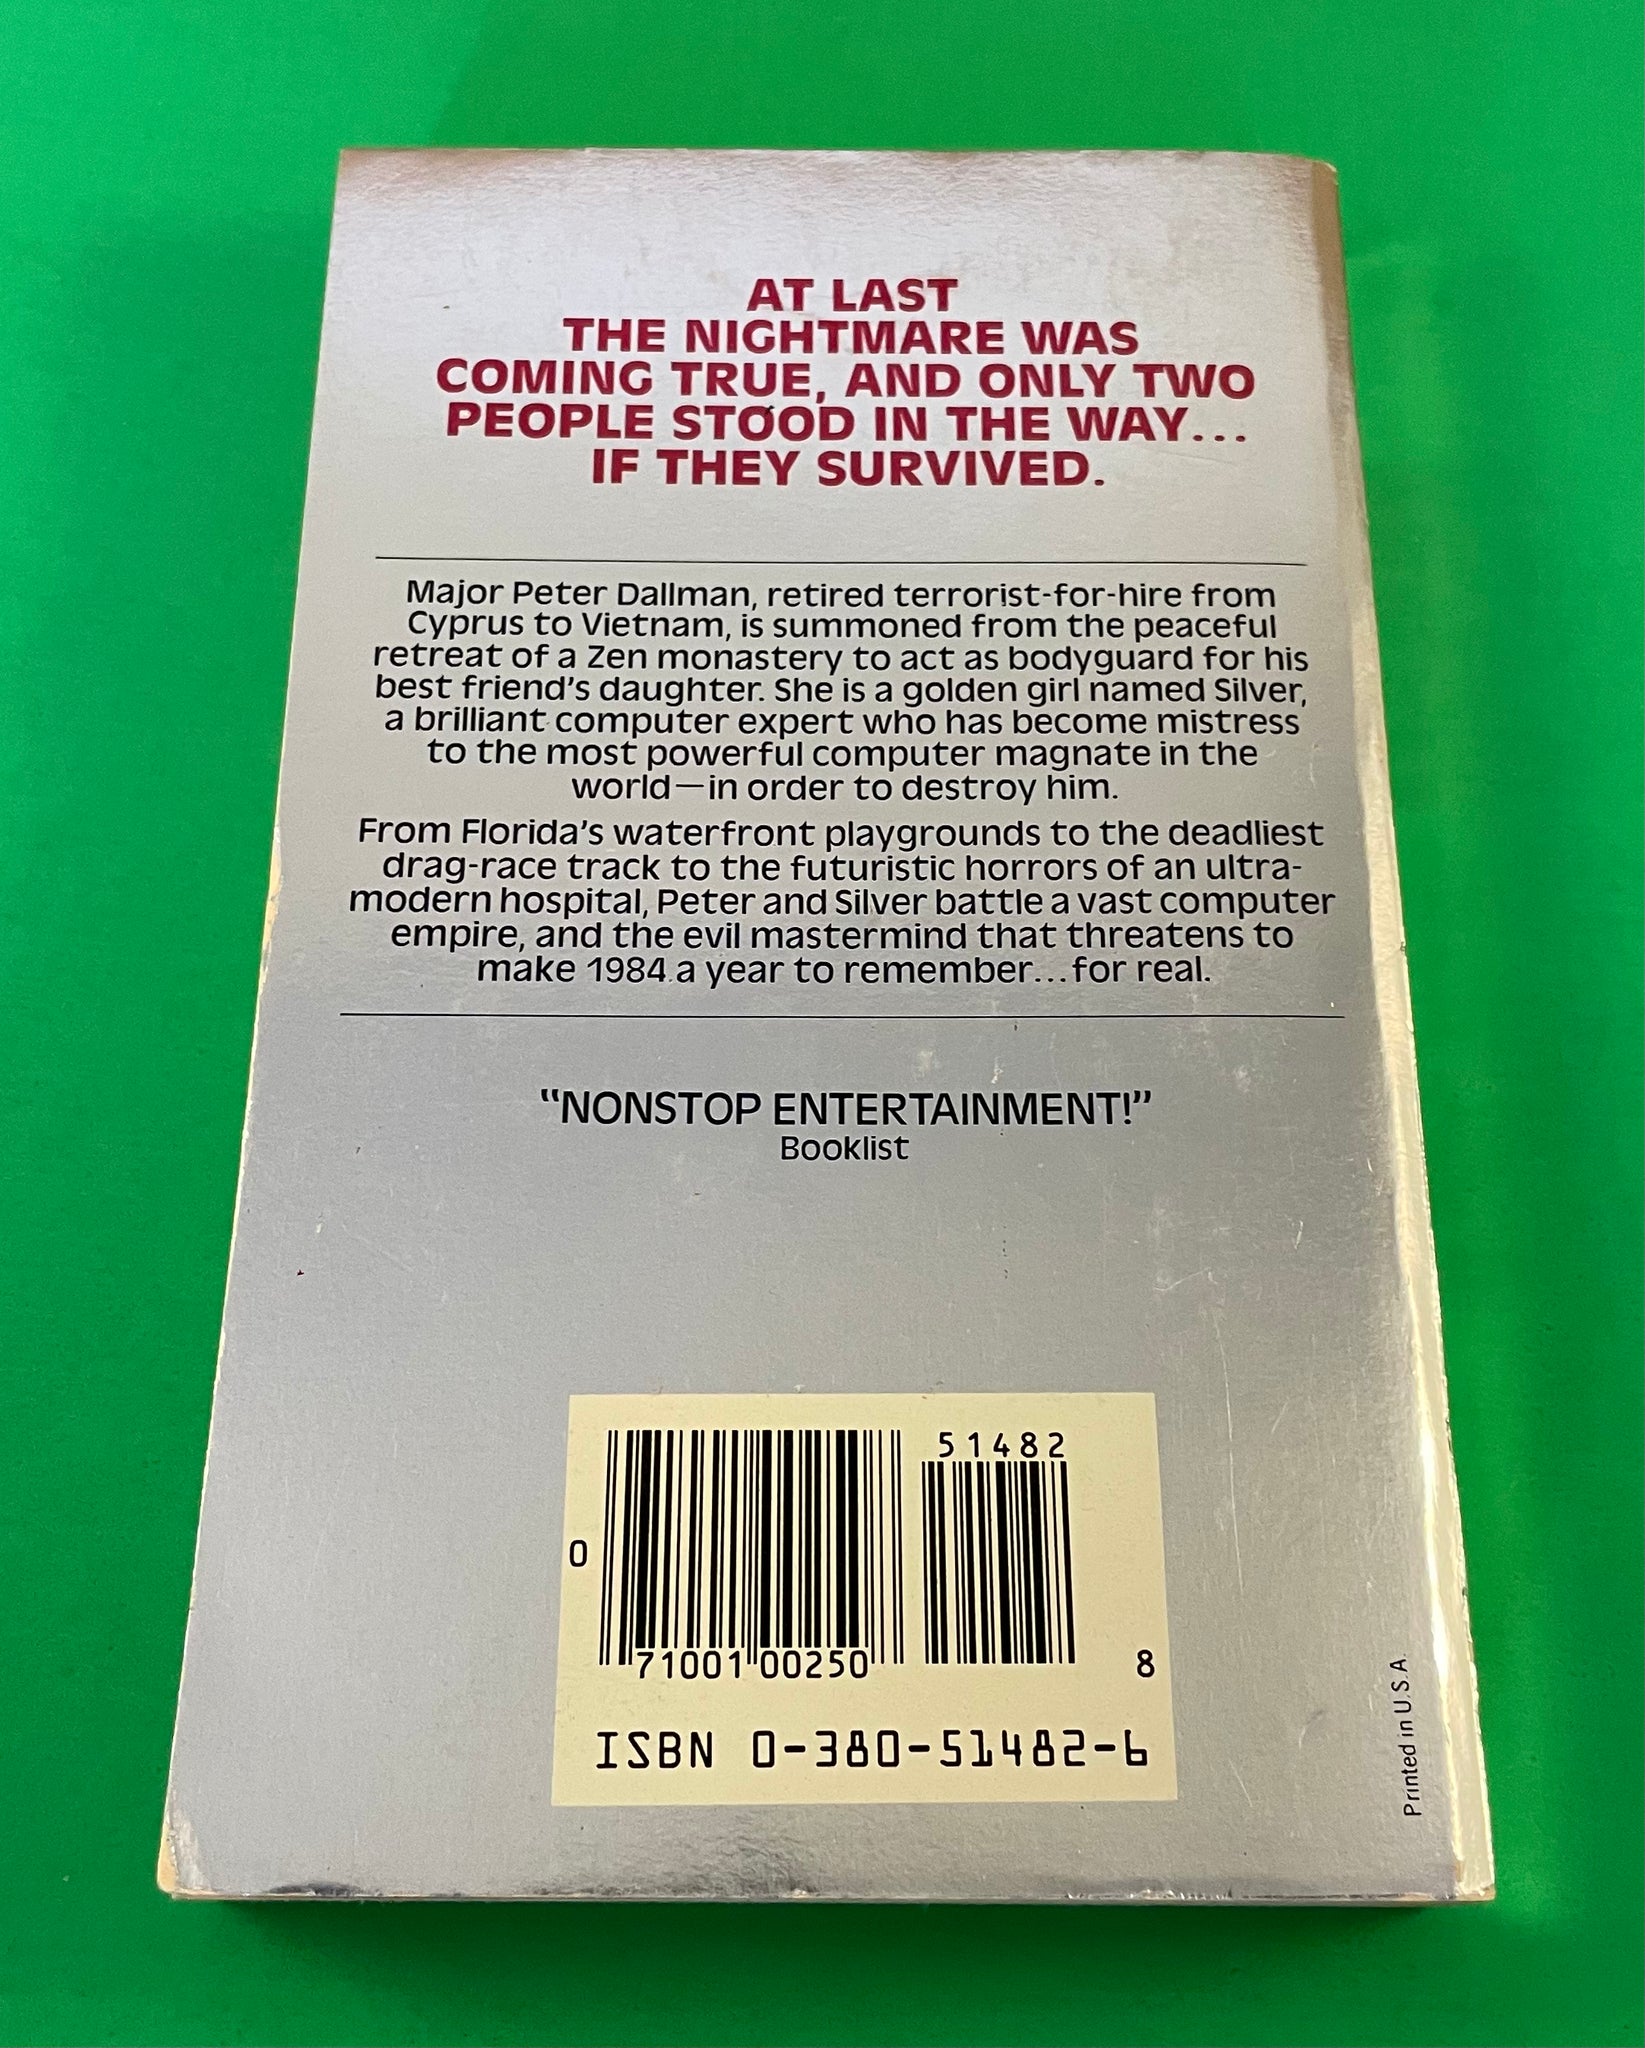 AT LAST
THE NIGHTMARE WAS
COMING TRUE, AND ONLY TWO
PEOPLE STOOD IN THE WAY...
IF THEY SURVIVED.
Major Peter Dallman, retired terrorist-for-hire from
Cyprus to Vietnam, is summoned from the peaceful
retreat of a Zen monastery to act as bodyguard for his
best friend's daughter. She is a golden girl named Silver,
a brilliant computer expert who has become mistress
to the most powerful computer magnate in the
world—in order to destroy him.
From Florida's waterfront playgrounds to the deadliest
drag-race track to the futuristic horrors of an ultra-
modern hospital, Peter and Silver battle a vast computer
empire, and the evil mastermind that threatens to
make 1984 a year to remember...for real.
"NONSTOP ENTERTAINMENT!"
Booklist
51482
0
71001 00250
8
ISBN 0-380-51482-6
Printed in U.S.A.